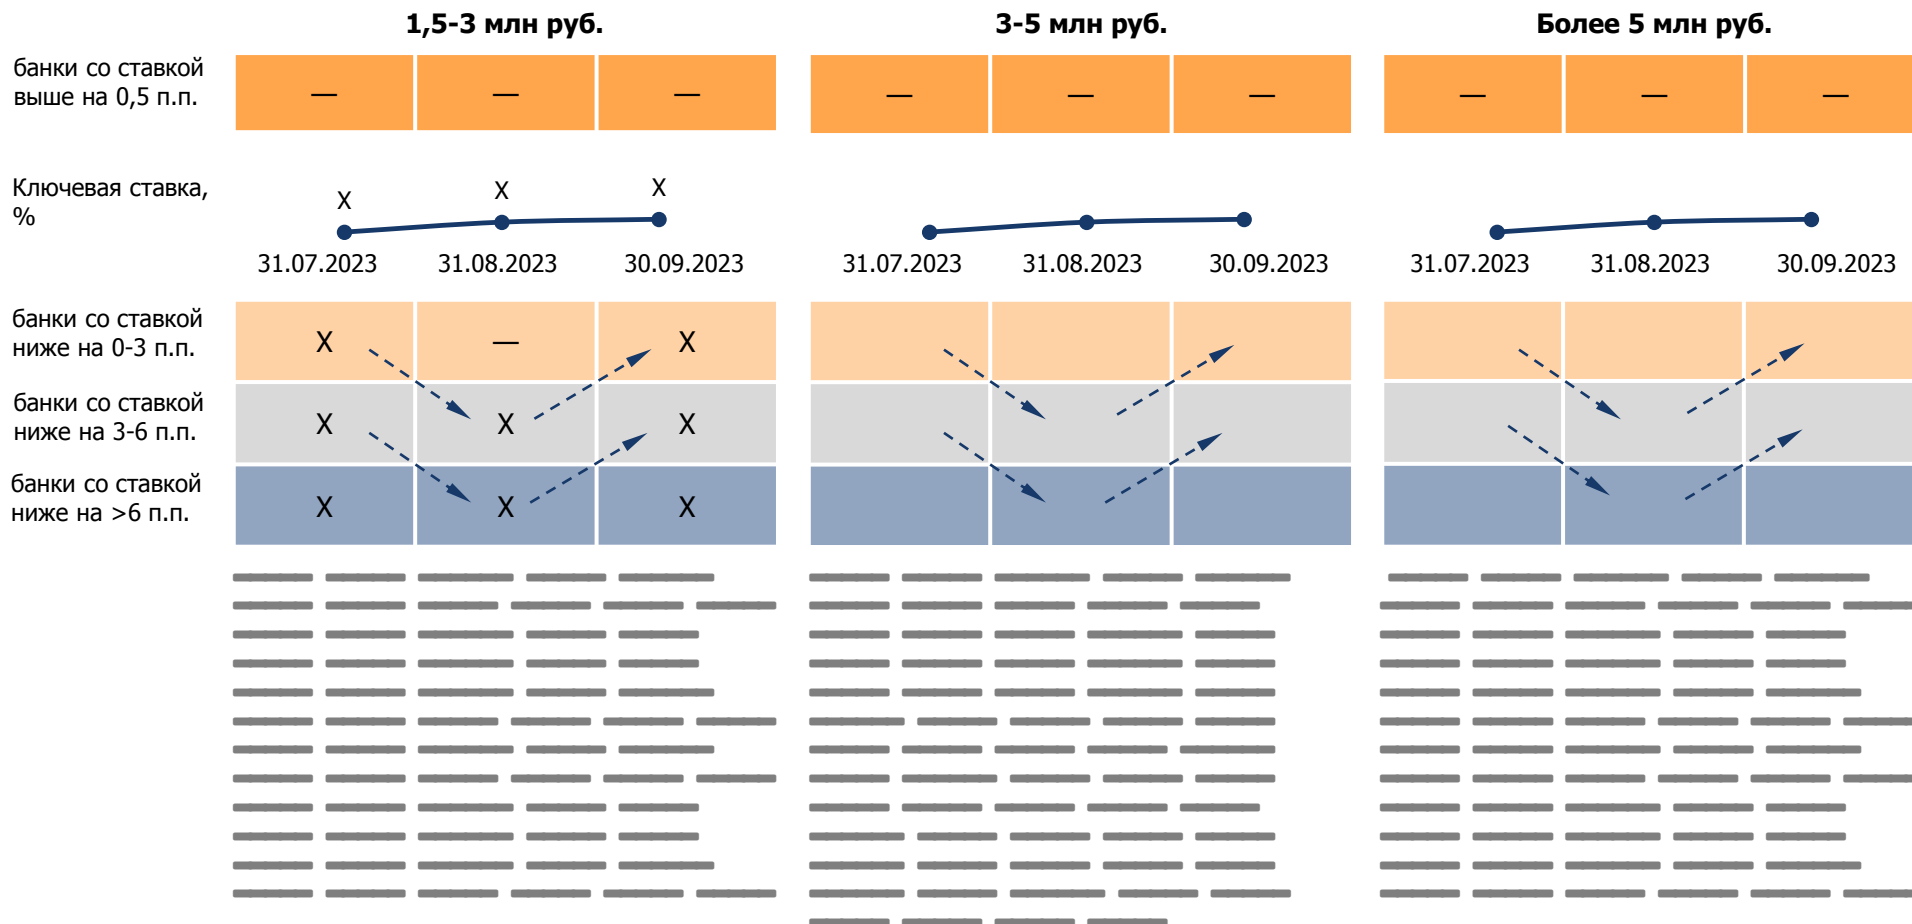 1,5-3 млн руб. 3-5 млн руб. Более 5 млн руб.
банки со ставкой
выше на 0,5 п.п.
— — — — — — — — —
Ключевая ставка,
%
X X X
31.07.2023 31.08.2023 30.09.2023 31.07.2023 31.08.2023 30.09.2023 31.07.2023 31.08.2023 30.09.2023
банки со ставкой
ниже на 0-3 п.п.
X — X
банки со ставкой
ниже на 3-6 п.п.
X X X
банки со ставкой
ниже на >6 п.п.
X X X